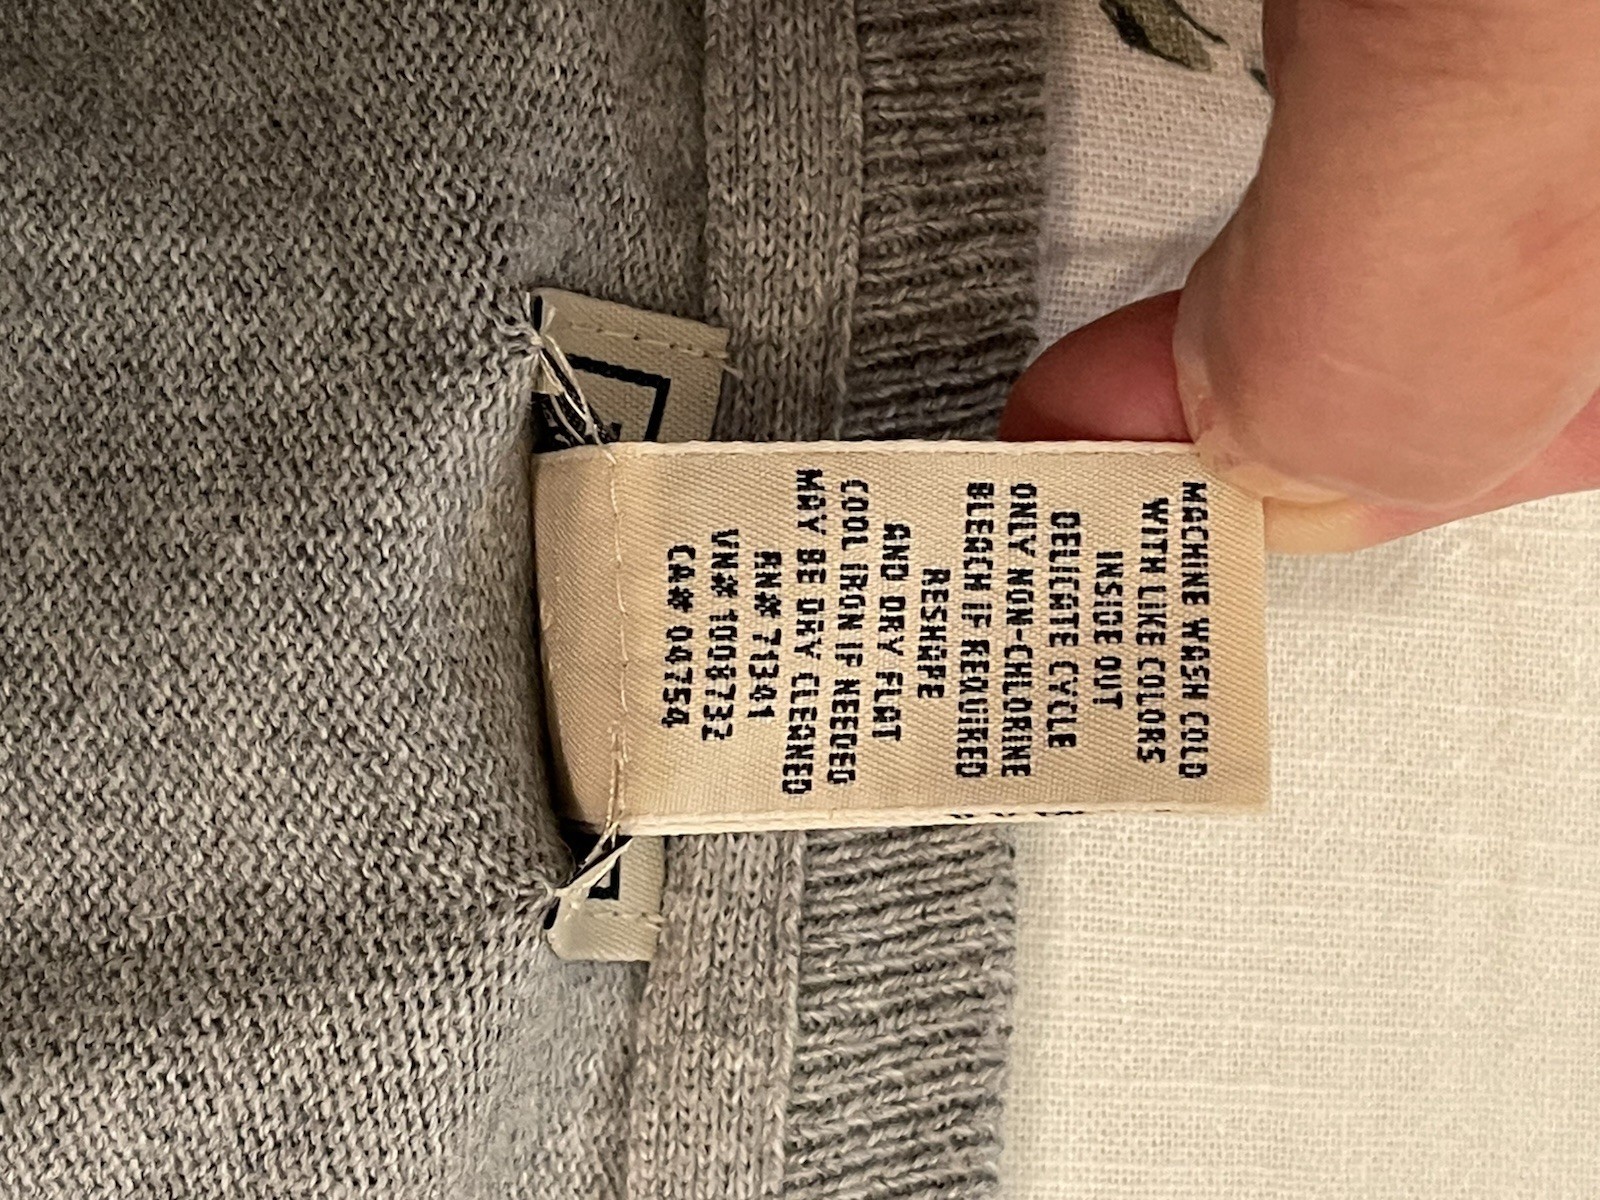 MACHINE WASH COLD
WITH LIKE COLORS
INSIDE OUT
DELICATE CYCLE
ONLY NON-CHLORINE
BLEACH IF REQUIRED
RESHAPE
AND DRY FLAT
COOL IRON IF NEEDED
MAY BE DRY CLEANED
RN# 71341
VN# 1008732
CA# 04754